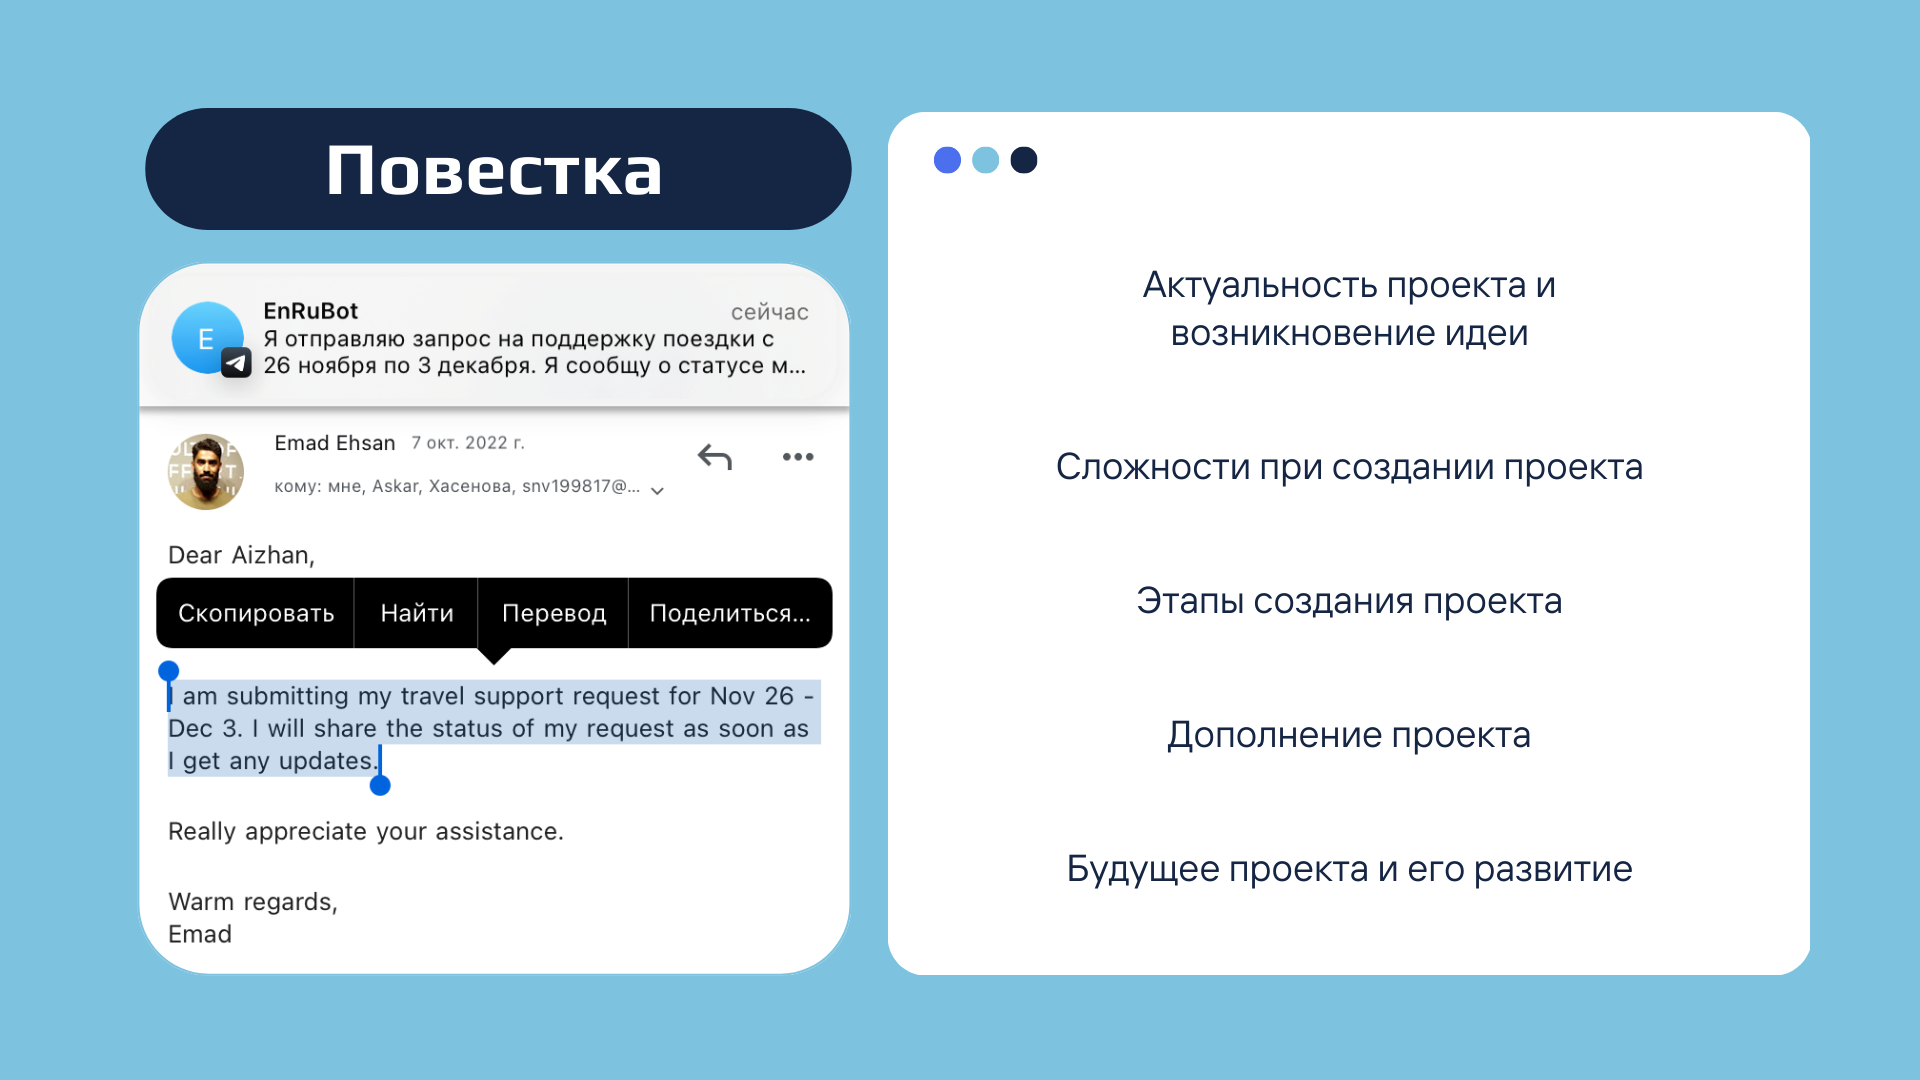 Повестка
EnRuBot
сейчас
Я отправляю запрос на поддержку поездки с
26 ноября по 3 декабря. Я сообщу о статусе м...
E
Emad Ehsan 7 окт. 2022 г.
кому: мне, Askar, Хасенова, snv199817@...
Dear Aizhan,
Скопировать Найти Перевод Поделиться...
I am submitting my travel support request for Nov 26 -
Dec 3. I will share the status of my request as soon as
I get any updates.
Really appreciate your assistance.
Warm regards,
Emad
Актуальность проекта и
возникновение идеи
Сложности при создании проекта
Этапы создания проекта
Дополнение проекта
Будущее проекта и его развитие